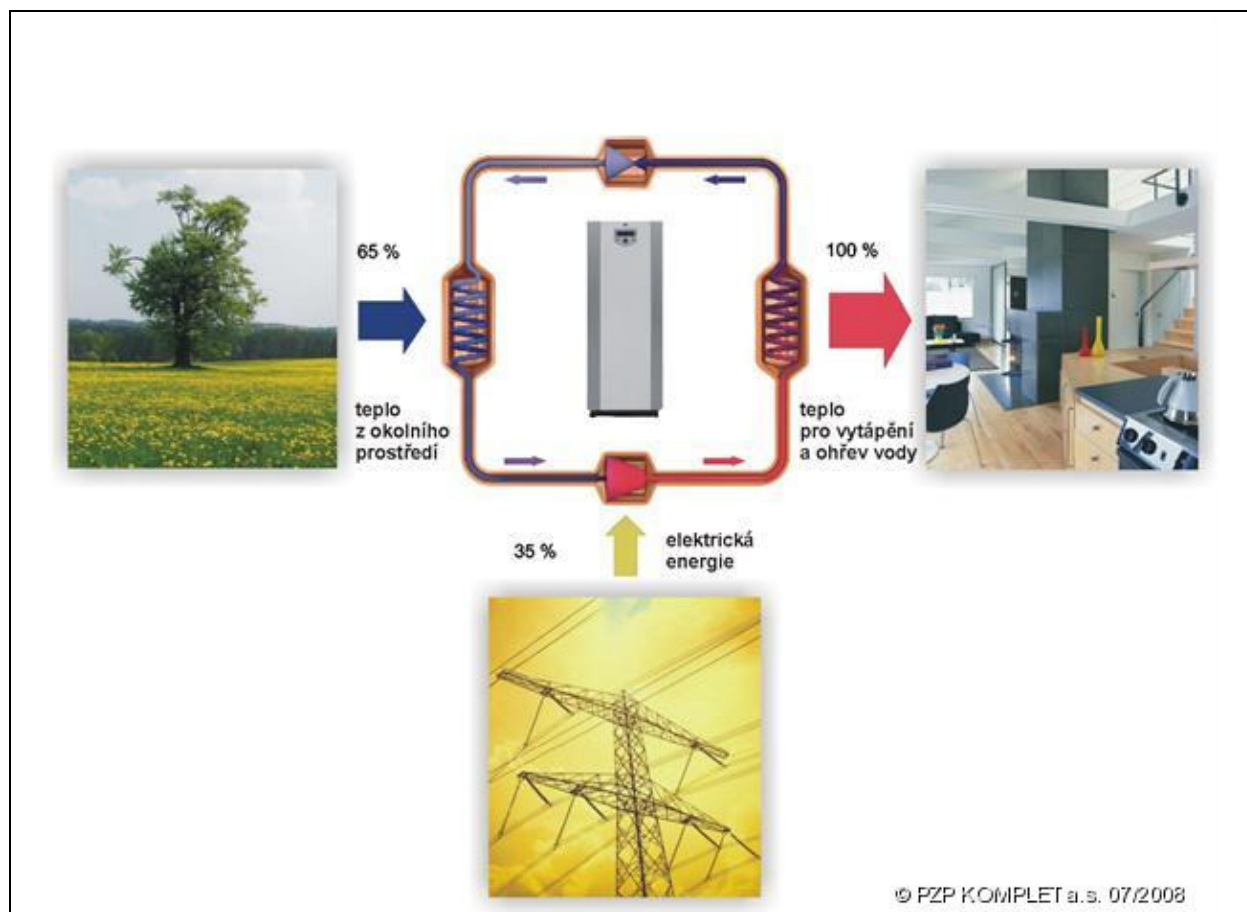 65 %
100 %
teplo
z okolního
prostředí
teplo
pro vytápění
a ohřev vody
35 %
elektrická
energie
© PZP KOMPLET a.s. 07/2008